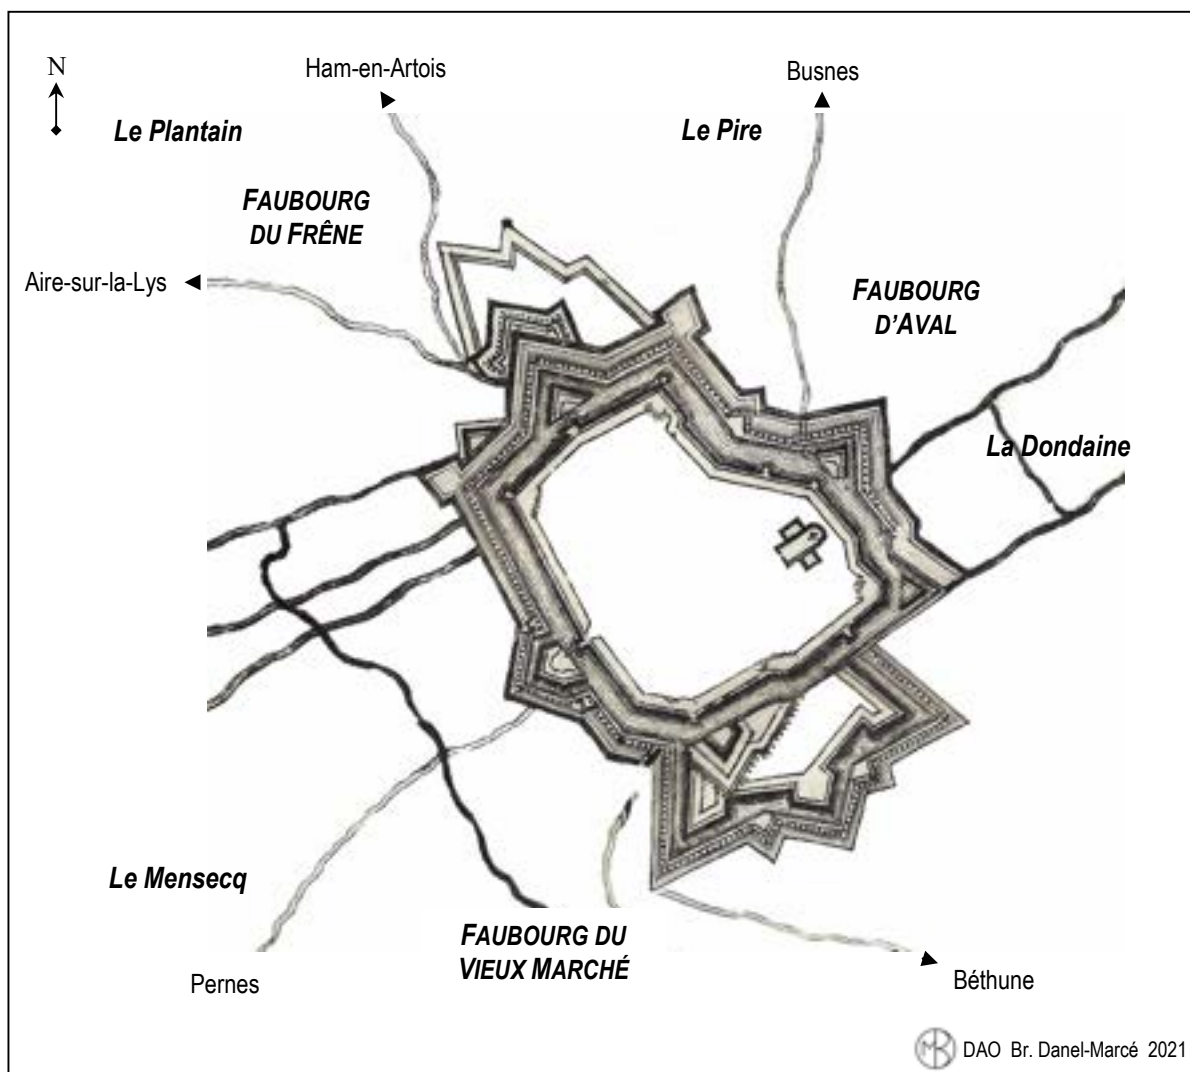 N
Ham-en-Artois
Busnes
Le Plantain
Le Pire
FAUBOURG
DU FRÊNE
Aire-sur-la-Lys
FAUBOURG
D'AVAL
La Dondaine
Le Mensecq
FAUBOURG DU
VIEUX MARCHÉ
Pernes
Béthune
DAO Br. Danel-Marcé 2021